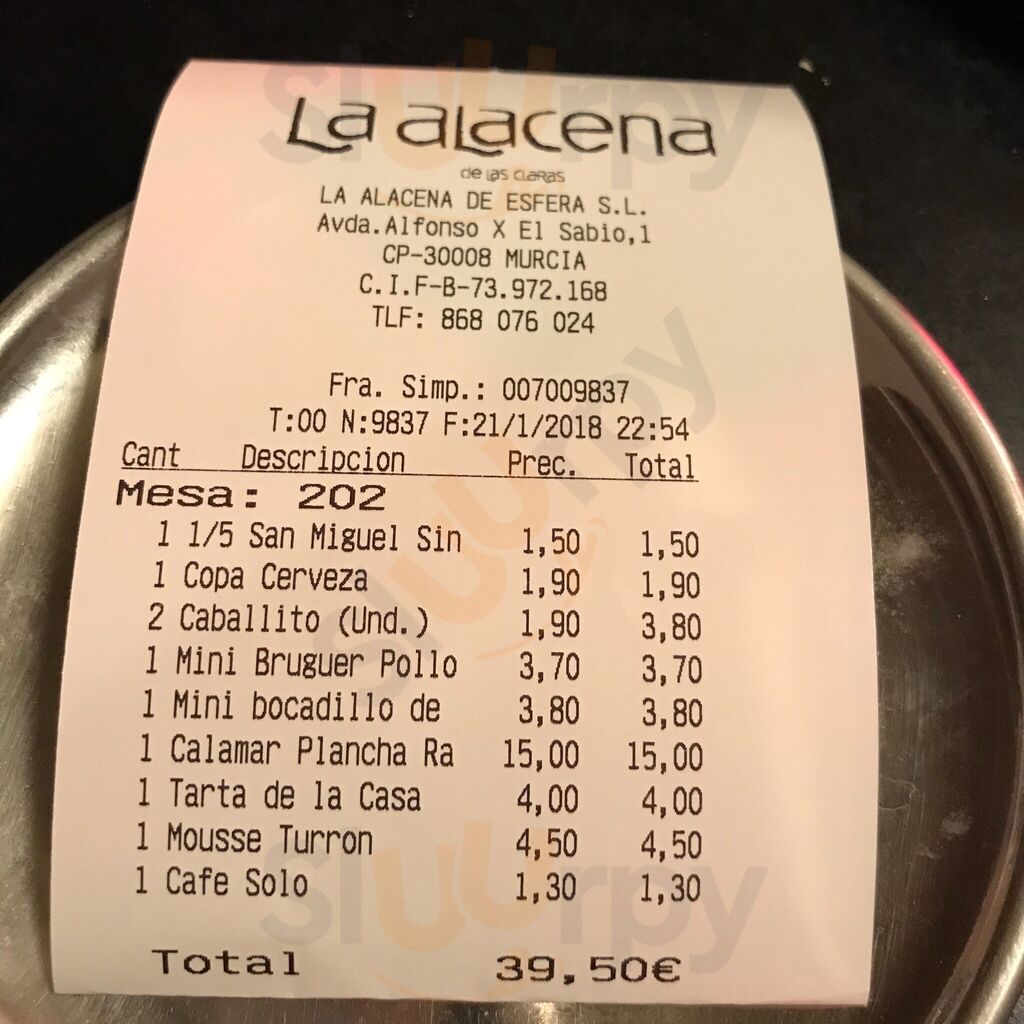 La alacena
de las claras
LA ALACENA DE ESFERA S.L.
Avda.Alfonso X El Sabio,1
CP-30008 MURCIA
C.I.F-B-73.972.168
TLF: 868 076 024
Fra. Simp.: 007009837
T:00 N:9837 F:21/1/2018 22:54
Cant Descripcion Prec. Total
Mesa: 202
1 1/5 San Miguel Sin 1,50 1,50
1 Copa Cerveza 1,90 1,90
2 Caballito (Und.) 1,90 3,80
1 Mini Bruguer Pollo 3,70 3,70
1 Mini bocadillo de 3,80 3,80
1 Calamar Plancha Ra 15,00 15,00
1 Tarta de la Casa 4,00 4,00
1 Mousse Turron 4,50 4,50
1 Cafe Solo 1,30 1,30
Total 39,50€
sluurpy
sluurpy
sluurpy